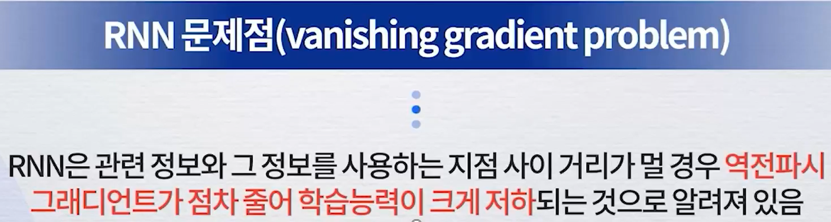 RNN 문제점(vanishing gradient problem)
RNN은 관련 정보와 그 정보를 사용하는 지점 사이 거리가 멀 경우 역전파시
그래디언트가 점차 줄어 학습능력이 크게 저하되는 것으로 알려져 있음